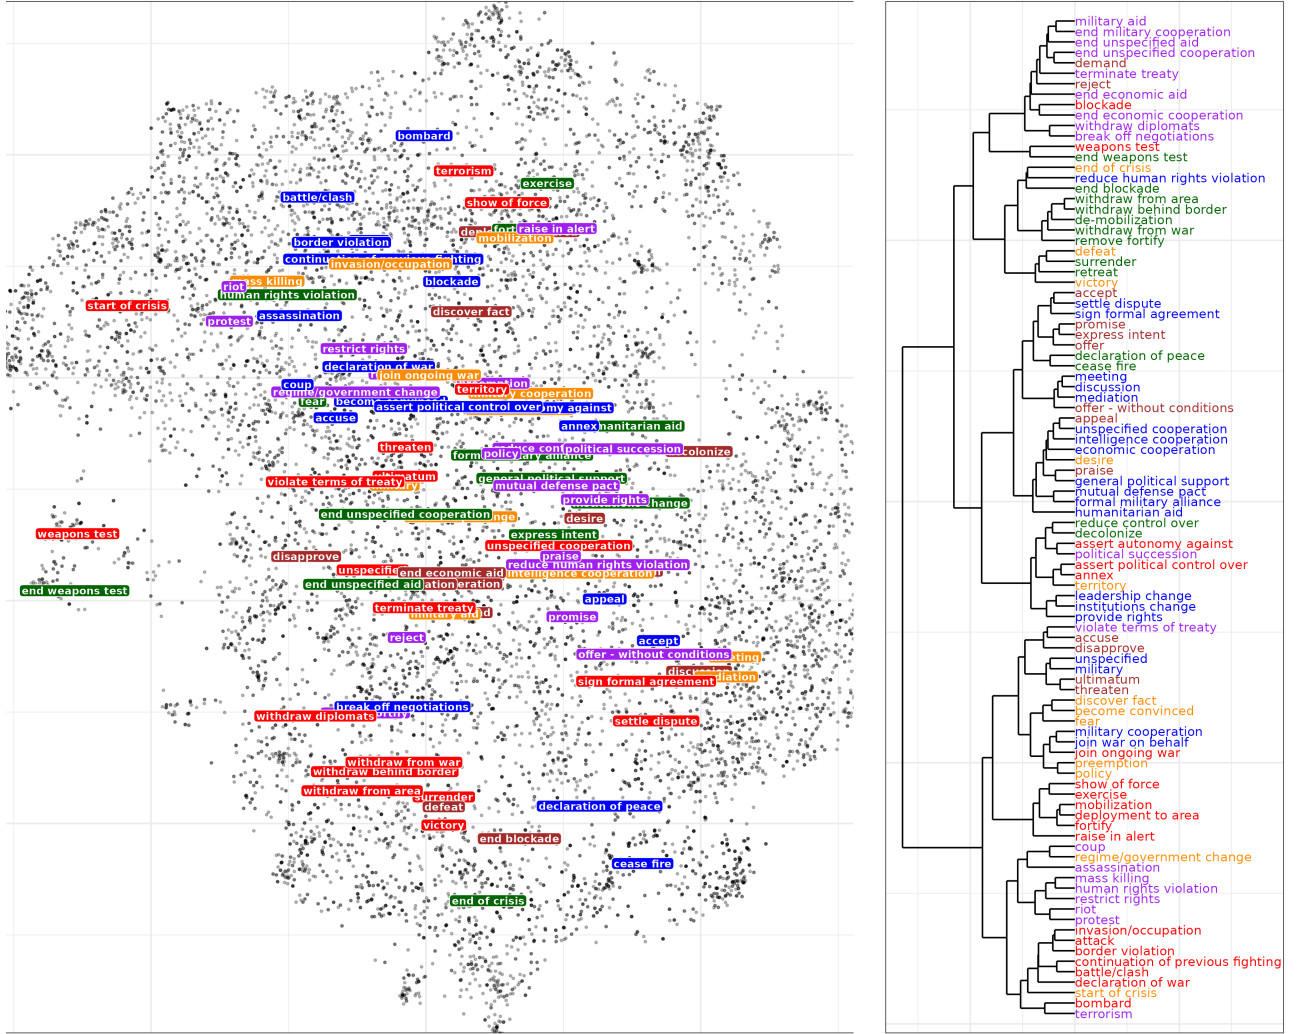 bombard
terrorism
exercise
battle/clash
show of force
raise in alert
mobilization
border violation
invasion/occupation
blockade
riot
human rights violation
start of crisis
discover fact
assassination
protest
restrict rights
declaration of war
join ongoing war
coup
territory
regime/government change
fear
assert political control over
accuse
annex
threaten
political succession
policy
ultimatum
violate terms of treaty
general political support
mutual defense pact
provide rights
end unspecified cooperation
desire
weapons test
express intent
unspecified cooperation
disapprove
praise
reduce human rights violation
unspecified
end economic aid
intelligence cooperation
end unspecified aid
end weapons test
appeal
terminate treaty
promise
reject
accept
offer - without conditions
sign formal agreement
break off negotiations
withdraw diplomats
settle dispute
withdraw from war
withdraw behind border
withdraw from area
surrender
defeat
declaration of peace
victory
end blockade
cease fire
end of crisis
military aid
end military cooperation
end unspecified aid
end unspecified cooperation
demand
terminate treaty
reject
end economic aid
blockade
end economic cooperation
withdraw diplomats
break off negotiations
weapons test
end weapons test
end of crisis
reduce human rights violation
end blockade
withdraw from area
withdraw behind border
de-mobilization
withdraw from war
remove fortify
defeat
surrender
retreat
victory
accept
settle dispute
sign formal agreement
promise
express intent
offer
declaration of peace
cease fire
meeting
discussion
mediation
offer - without conditions
appeal
unspecified cooperation
intelligence cooperation
economic cooperation
desire
praise
general political support
mutual defense pact
formal military alliance
humanitarian aid
reduce control over
decolonize
assert autonomy against
political succession
assert political control over
annex
territory
leadership change
institutions change
provide rights
violate terms of treaty
accuse
disapprove
unspecified
military
ultimatum
threaten
discover fact
become convinced
fear
military cooperation
join war on behalf
join ongoing war
preemption
policy
show of force
exercise
mobilization
deployment to area
fortify
raise in alert
coup
regime/government change
assassination
mass killing
human rights violation
restrict rights
riot
protest
invasion/occupation
attack
border violation
continuation of previous fighting
battle/clash
declaration of war
start of crisis
bombard
terrorism